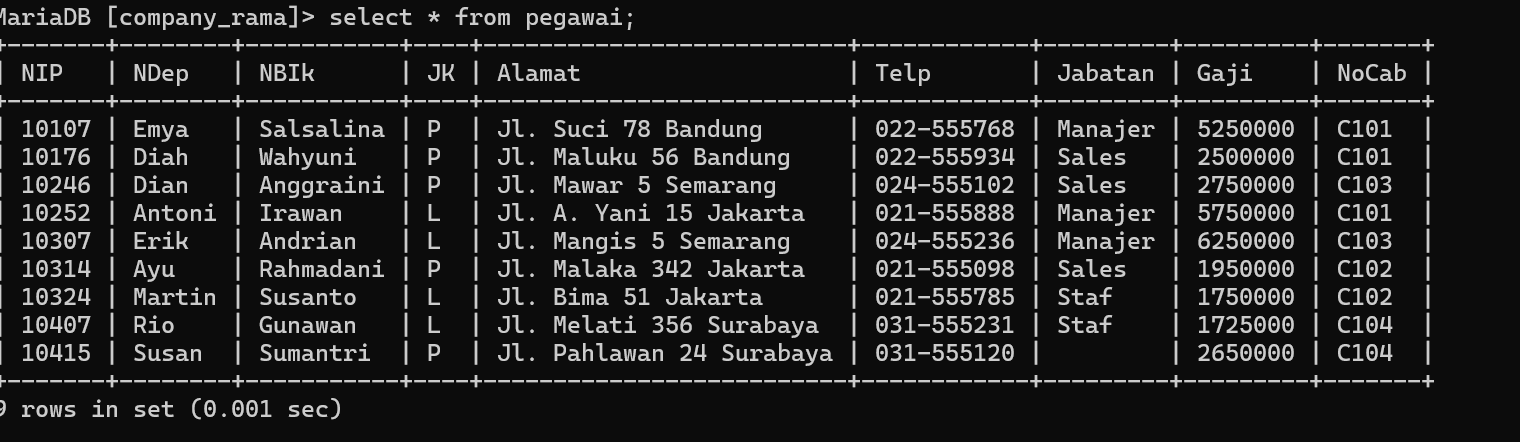 MariaDB [company_rama]> select * from pegawai;
+-------+--------+-----------+----+--------------------------+------------+---------+---------+-------+
| NIP   | NDep   | NBIk      | JK | Alamat                   | Telp       | Jabatan | Gaji    | NoCab |
+-------+--------+-----------+----+--------------------------+------------+---------+---------+-------+
| 10107 | Emya   | Salsalina | P  | Jl. Suci 78 Bandung      | 022-555768 | Manajer | 5250000 | C101  |
| 10176 | Diah   | Wahyuni   | P  | Jl. Maluku 56 Bandung    | 022-555934 | Sales   | 2500000 | C101  |
| 10246 | Dian   | Anggraini | P  | Jl. Mawar 5 Semarang     | 024-555102 | Sales   | 2750000 | C103  |
| 10252 | Antoni | Irawan    | L  | Jl. A. Yani 15 Jakarta   | 021-555888 | Manajer | 5750000 | C101  |
| 10307 | Erik   | Andrian   | L  | Jl. Mangis 5 Semarang    | 024-555236 | Manajer | 6250000 | C103  |
| 10314 | Ayu    | Rahmadani | P  | Jl. Malaka 342 Jakarta   | 021-555098 | Sales   | 1950000 | C102  |
| 10324 | Martin | Susanto   | L  | Jl. Bima 51 Jakarta      | 021-555785 | Staf    | 1750000 | C102  |
| 10407 | Rio    | Gunawan   | L  | Jl. Melati 356 Surabaya  | 031-555231 | Staf    | 1725000 | C104  |
| 10415 | Susan  | Sumantri  | P  | Jl. Pahlawan 24 Surabaya | 031-555120 |         | 2650000 | C104  |
+-------+--------+-----------+----+--------------------------+------------+---------+---------+-------+
9 rows in set (0.001 sec)